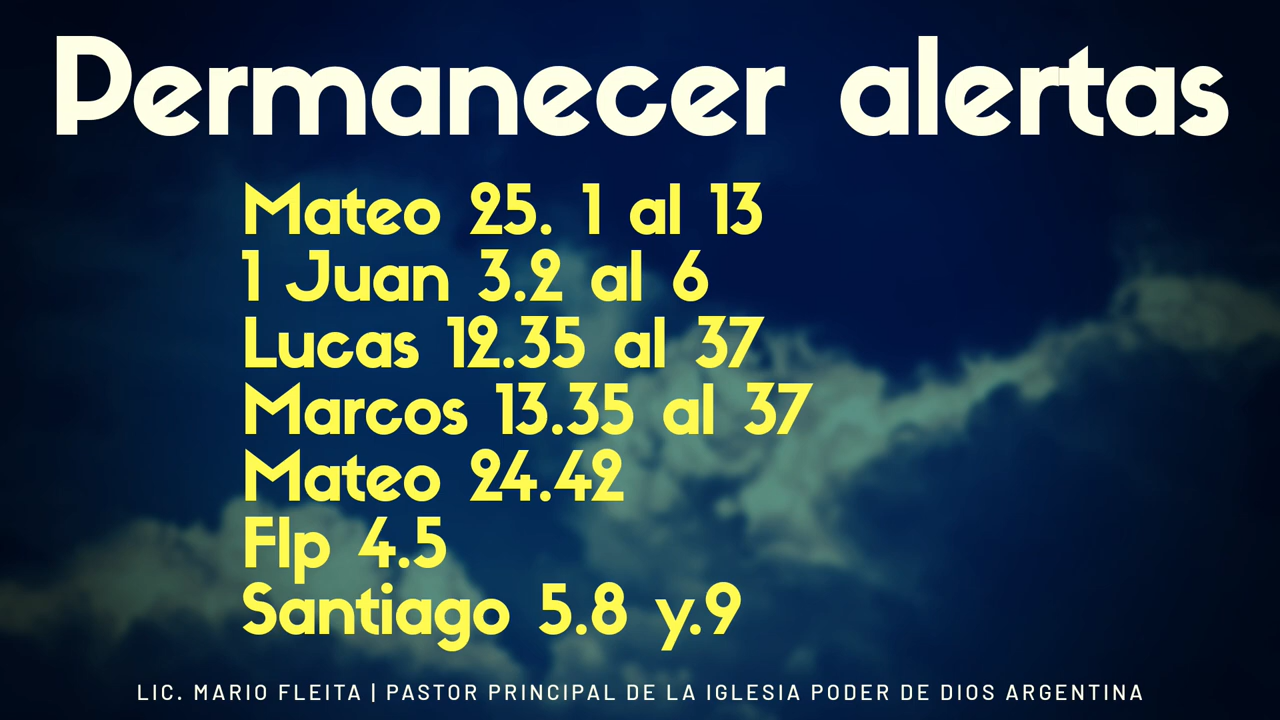 Permanecer alertas
Mateo 25. 1 al 13
1 Juan 3.2 al 6
Lucas 12.35 al 37
Marcos 13.35 al 37
Mateo 24.42
Flp 4.5
Santiago 5.8 y.9
LIC. MARIO FLEITA | PASTOR PRINCIPAL DE LA IGLESIA PODER DE DIOS ARGENTINA